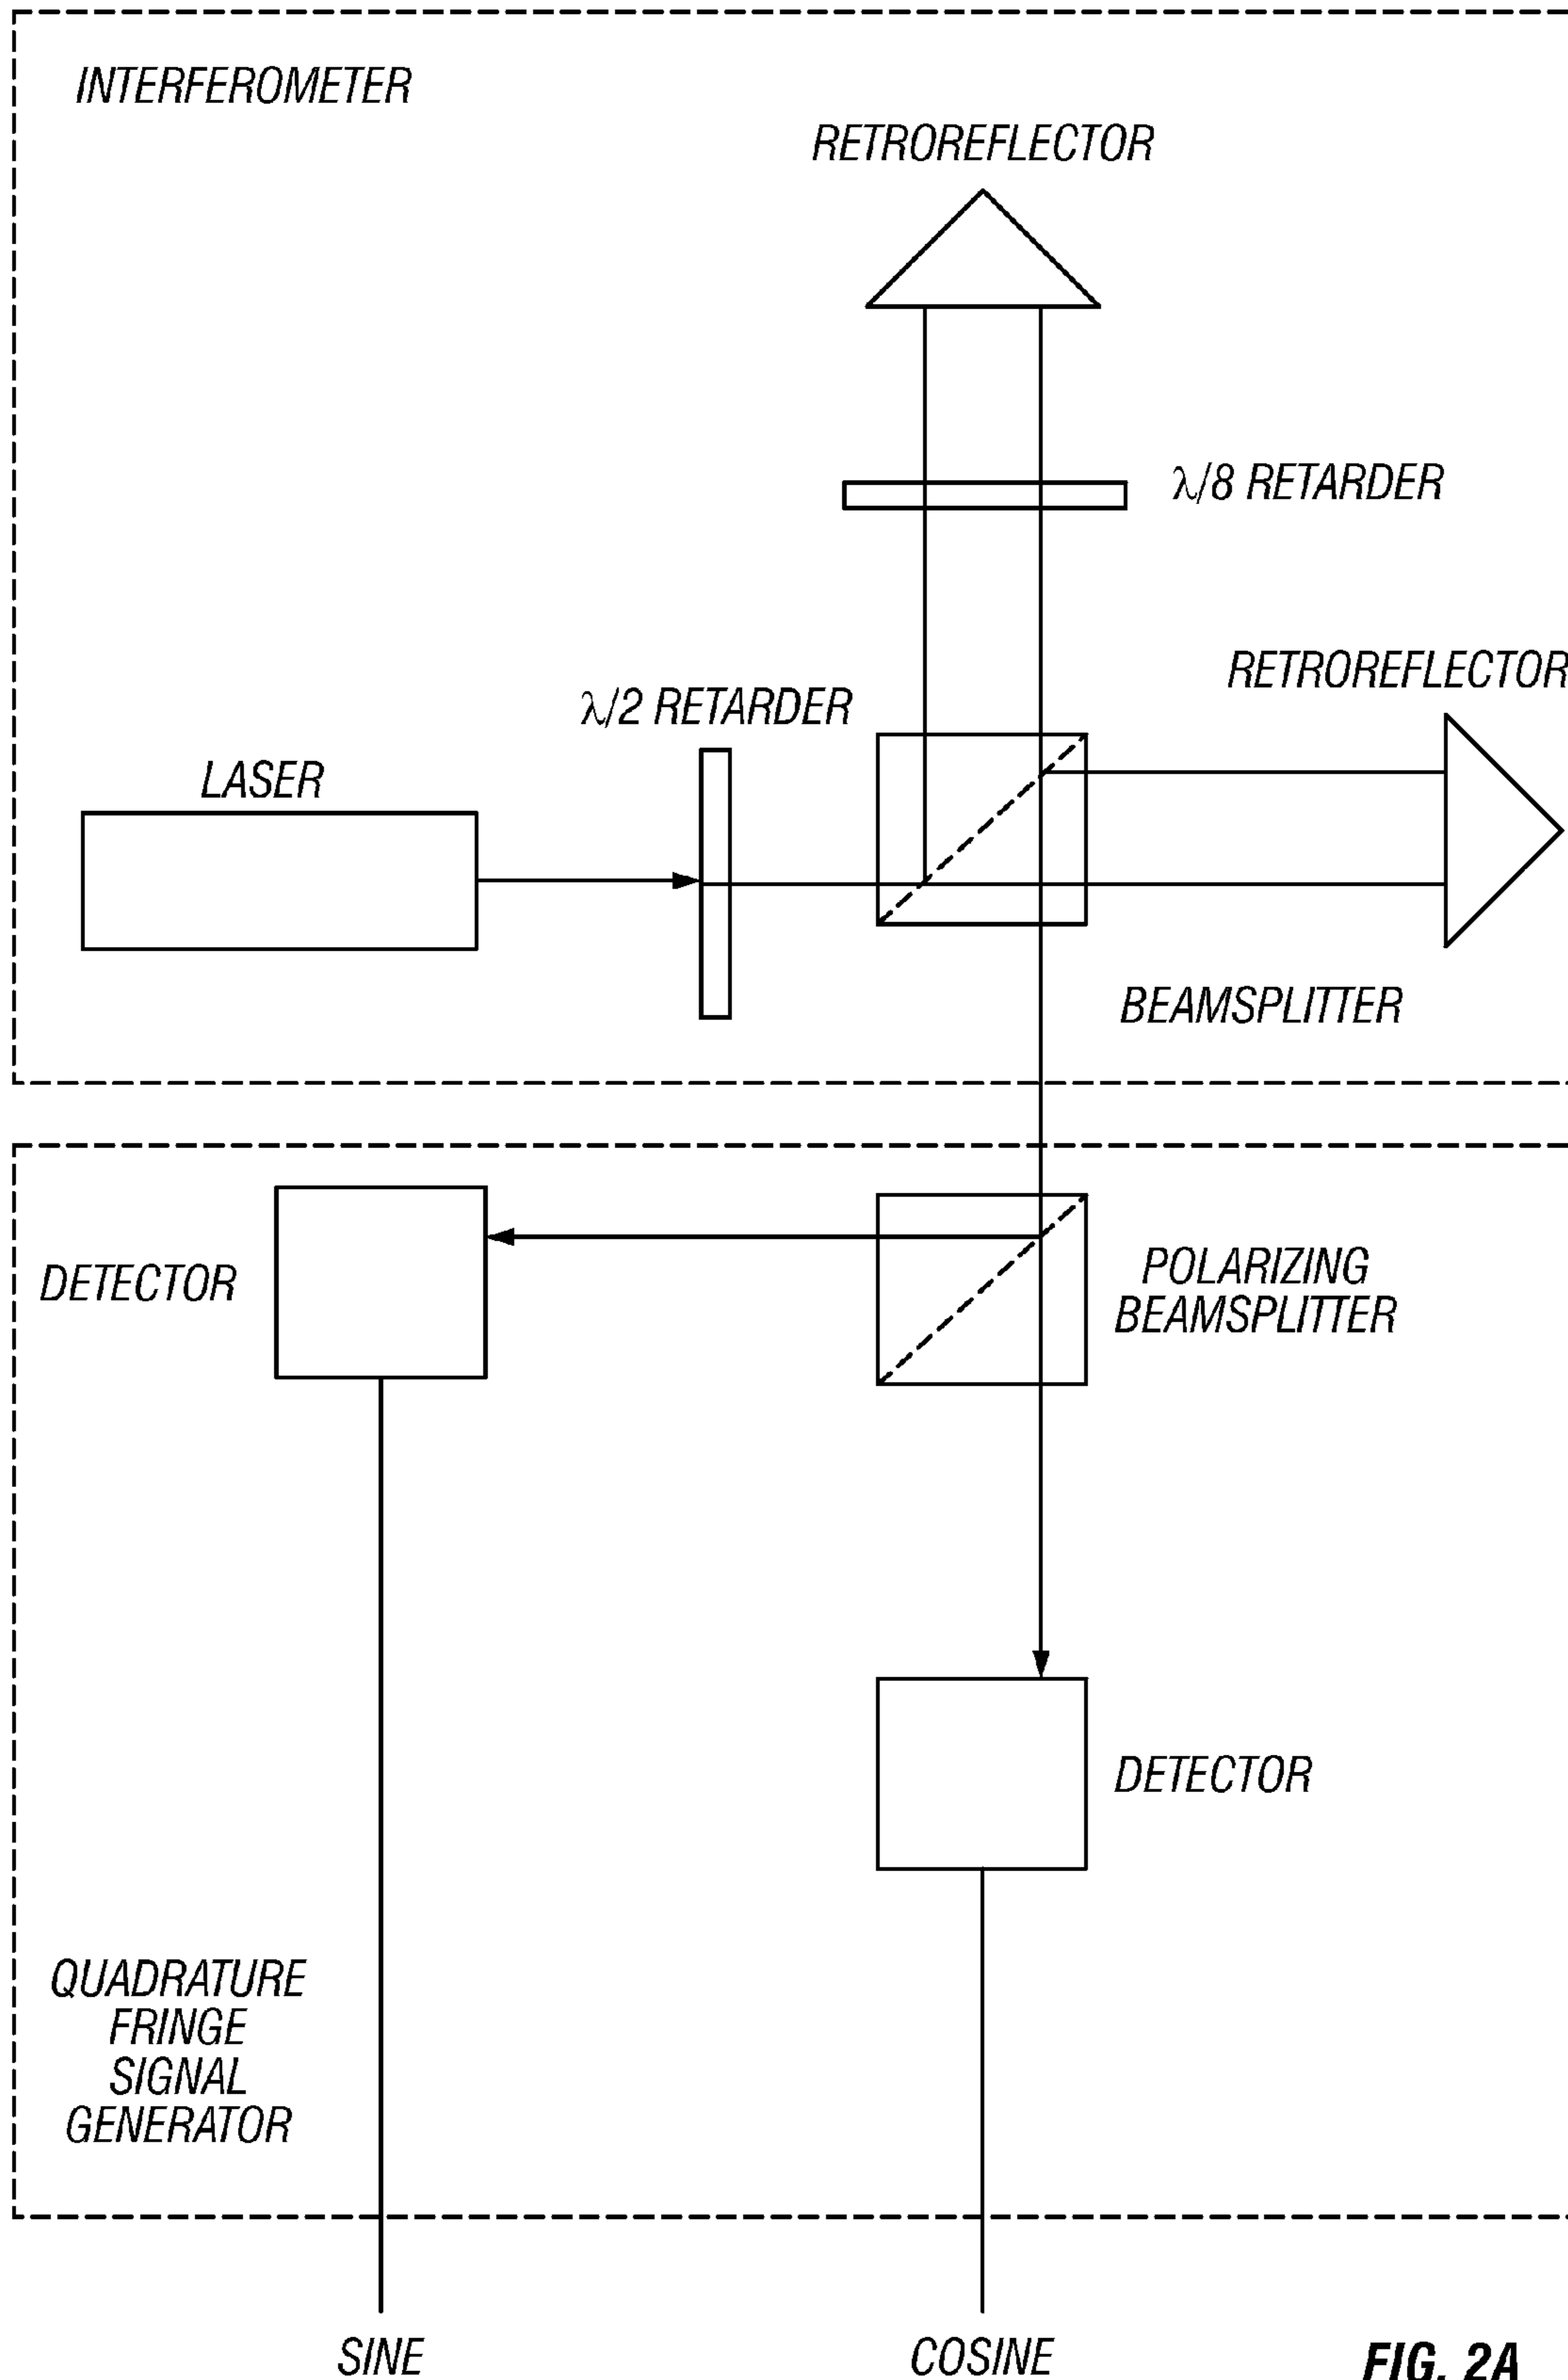 INTERFEROMETER
RETROREFLECTOR
λ/8 RETARDER
RETROREFLECTOR
λ/2 RETARDER
LASER
BEAMSPLITTER
DETECTOR
POLARIZING
BEAMSPLITTER
DETECTOR
QUADRATURE
FRINGE
SIGNAL
GENERATOR
SINE
COSINE
FIG. 2A